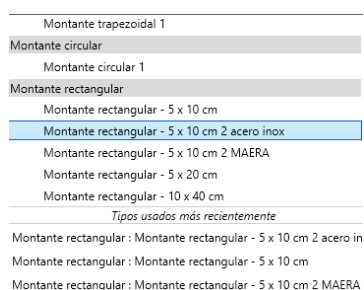 Montante trapezoidal 1
Montante circular
Montante circular 1
Montante rectangular
Montante rectangular - 5 x 10 cm
Montante rectangular - 5 x 10 cm 2 acero inox
Montante rectangular - 5 x 10 cm 2 MAERA
Montante rectangular - 5 x 20 cm
Montante rectangular - 10 x 40 cm
Tipos usados más recientemente
Montante rectangular : Montante rectangular - 5 x 10 cm 2 acero in
Montante rectangular : Montante rectangular - 5 x 10 cm
Montante rectangular : Montante rectangular - 5 x 10 cm 2 MAERA